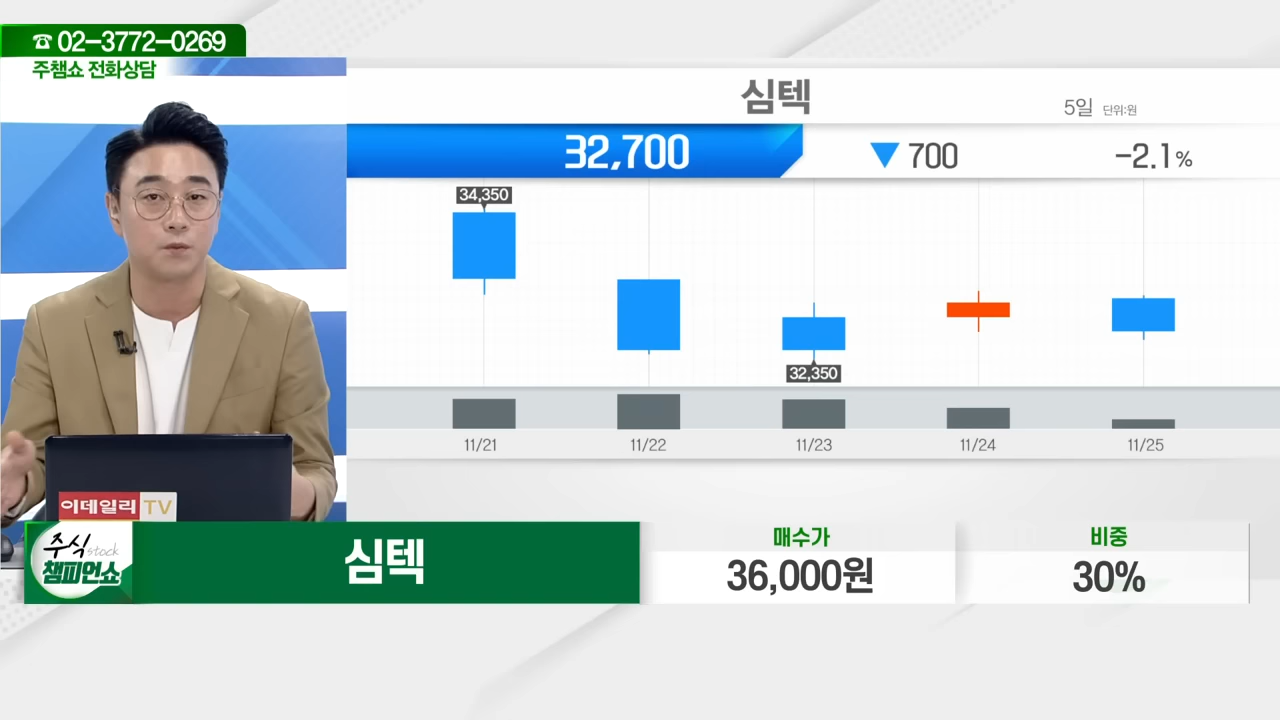 ☎ 02-3772-0269
주챔쇼 전화상담
심텍
5일 단위:원
32,700 ▼ 700 -2.1%
34,350
32,350
11/21 11/22 11/23 11/24 11/25
이데일리 TV
주식 stock
챔피언쇼
심텍
매수가
36,000원
비중
30%